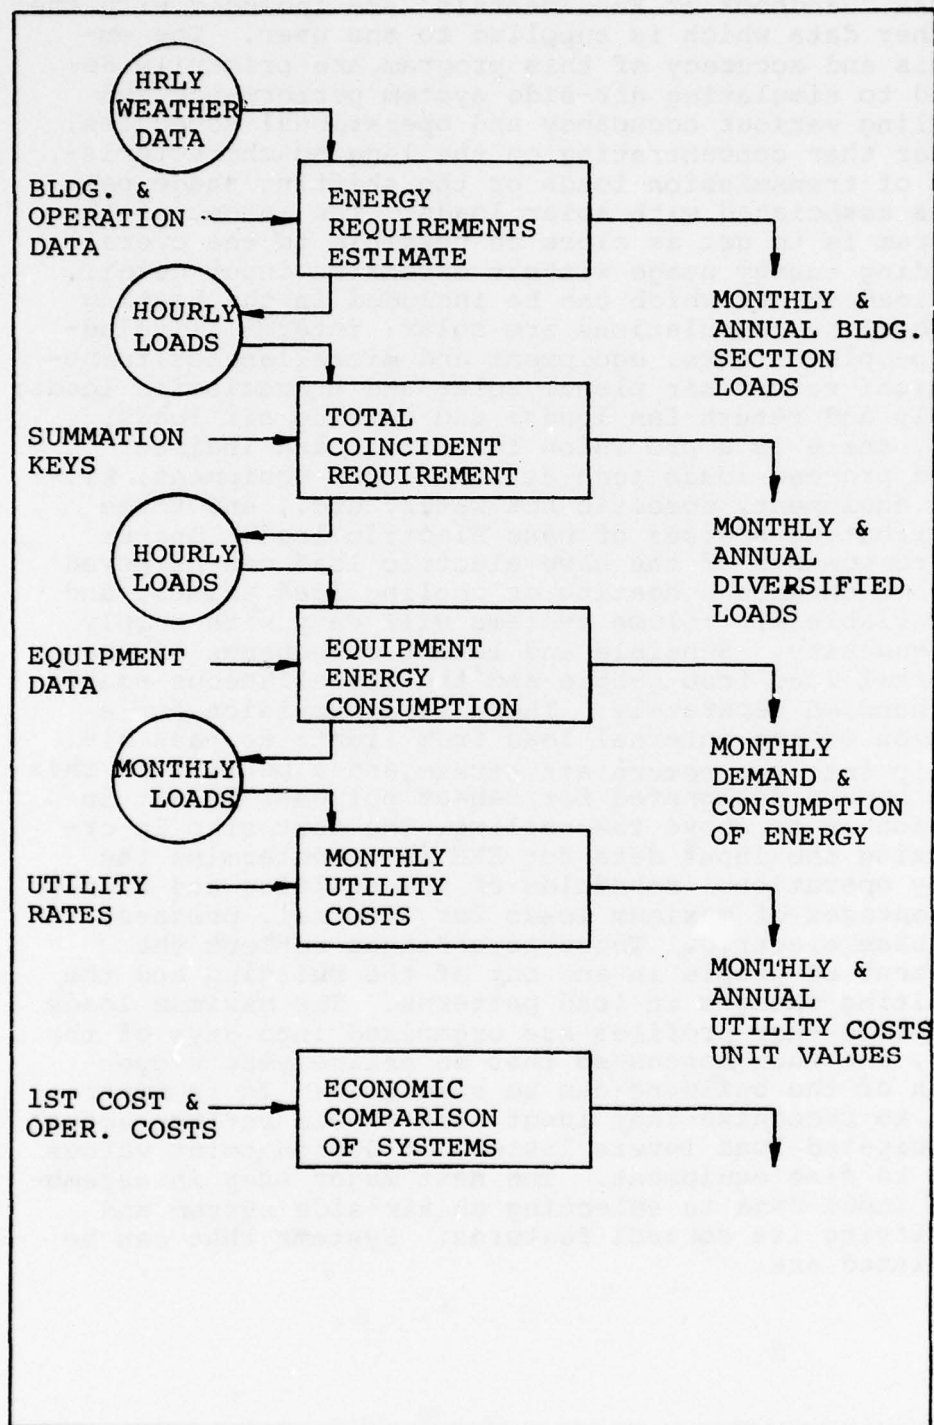 HRLY
WEATHER
DATA
BLDG. &
OPERATION
DATA
ENERGY
REQUIREMENTS
ESTIMATE
HOURLY
LOADS
MONTHLY &
ANNUAL BLDG.
SECTION
LOADS
SUMMATION
KEYS
TOTAL
COINCIDENT
REQUIREMENT
HOURLY
LOADS
MONTHLY &
ANNUAL
DIVERSIFIED
LOADS
EQUIPMENT
DATA
EQUIPMENT
ENERGY
CONSUMPTION
MONTHLY
LOADS
MONTHLY
DEMAND &
CONSUMPTION
OF ENERGY
UTILITY
RATES
MONTHLY
UTILITY
COSTS
MONTHLY &
ANNUAL
UTILITY COSTS
UNIT VALUES
1ST COST &
OPER. COSTS
ECONOMIC
COMPARISON
OF SYSTEMS